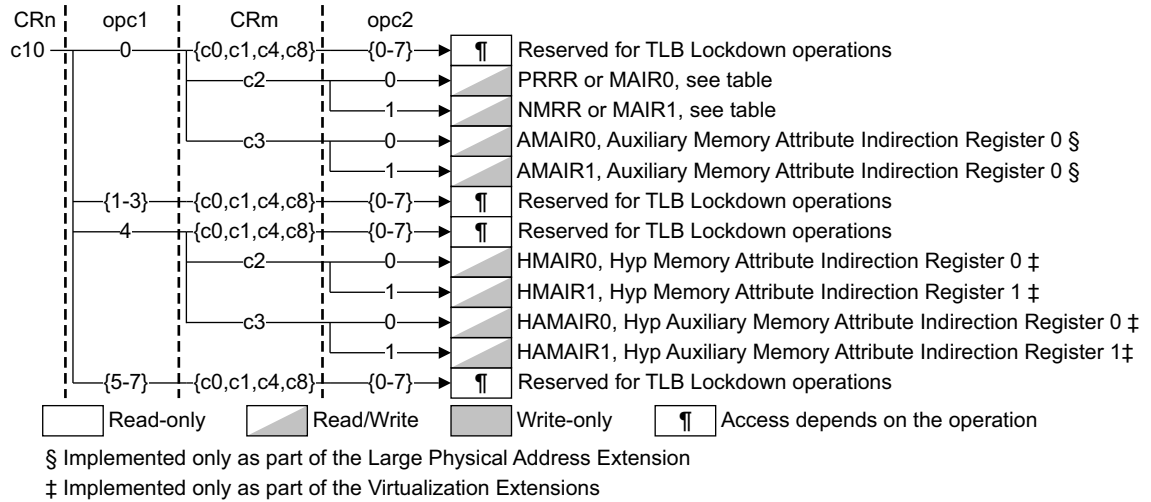 CRn opc1 CRm opc2
c10 0 {c0,c1,c4,c8} {0-7} ¶ Reserved for TLB Lockdown operations
c2 0 PRRR or MAIR0, see table
1 NMRR or MAIR1, see table
c3 0 AMAIR0, Auxiliary Memory Attribute Indirection Register 0 §
1 AMAIR1, Auxiliary Memory Attribute Indirection Register 0 §
{1-3} {c0,c1,c4,c8} {0-7} ¶ Reserved for TLB Lockdown operations
4 {c0,c1,c4,c8} {0-7} ¶ Reserved for TLB Lockdown operations
c2 0 HMAIR0, Hyp Memory Attribute Indirection Register 0 ‡
1 HMAIR1, Hyp Memory Attribute Indirection Register 1 ‡
c3 0 HAMAIR0, Hyp Auxiliary Memory Attribute Indirection Register 0 ‡
1 HAMAIR1, Hyp Auxiliary Memory Attribute Indirection Register 1‡
{5-7} {c0,c1,c4,c8} {0-7} ¶ Reserved for TLB Lockdown operations
Read-only Read/Write Write-only ¶ Access depends on the operation
§ Implemented only as part of the Large Physical Address Extension
‡ Implemented only as part of the Virtualization Extensions